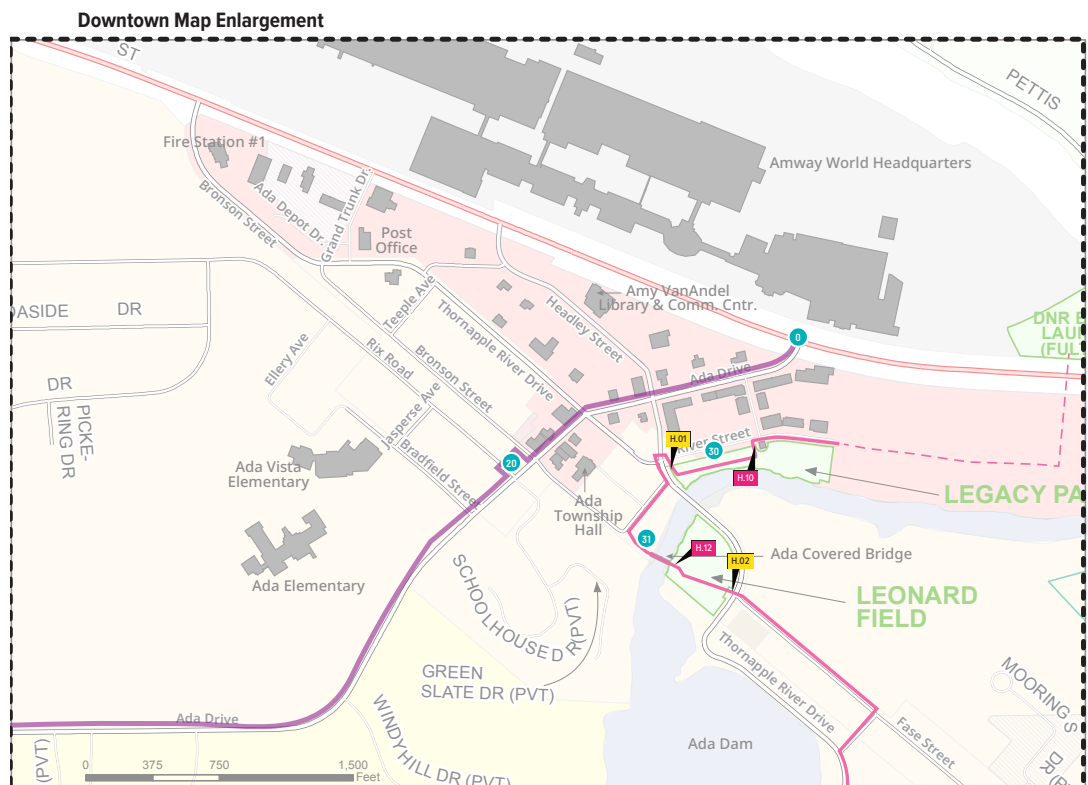 Downtown Map Enlargement
ST
PETTIS
Fire Station #1
Amway World Headquarters
Bronson Street
Ada Depot Dr.
Grand Trunk Dr.
Post
Office
Amy VanAndel
Library & Comm. Cntr.
Teeple Ave
Thornapple River Drive
Headley Street
DR
0
Ellery Ave
Rix Road
Bronson Street
Ada Drive
DR
PICKE-
RING DR
Jasperse Ave
Bradfield Street
H.01
River Street
30
20
H.10
Ada Vista
Elementary
LEGACY PA
Ada
Township
Hall
31
H.12
Ada Covered Bridge
H.02
Ada Elementary
LEONARD
FIELD
SCHOOLHOUSE DR
(PVT)
GREEN
SLATE DR (PVT)
Thornapple River Drive
MOORING S
Fase Street
Ada Drive
WINDY HILL DR (PVT)
Ada Dam
(PVT)
0
375
750
1,500
Feet